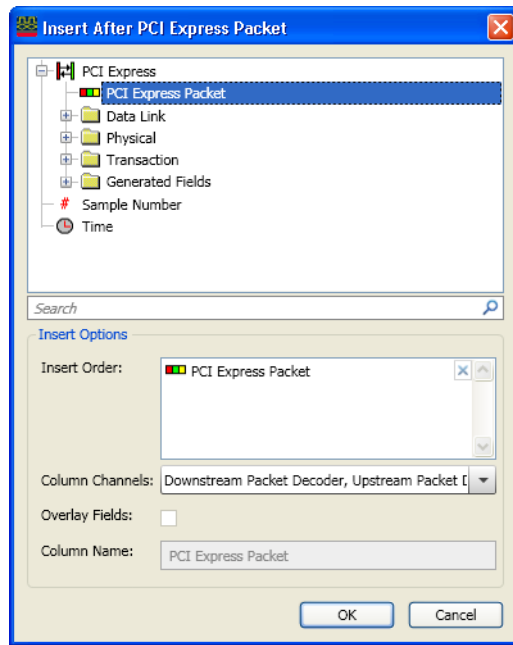 Insert After PCI Express Packet
PCI Express
PCI Express Packet
Data Link
Physical
Transaction
Generated Fields
# Sample Number
Time
Search
Insert Options
Insert Order:
PCI Express Packet
Column Channels: Downstream Packet Decoder, Upstream Packet
Overlay Fields:
Column Name: PCI Express Packet
OK Cancel